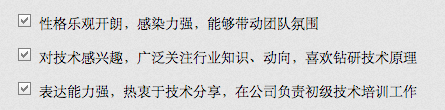 性格乐观开朗，感染力强，能够带动团队氛围
对技术感兴趣，广泛关注行业知识、动向，喜欢钻研技术原理
表达能力强，热衷于技术分享，在公司负责初级技术培训工作